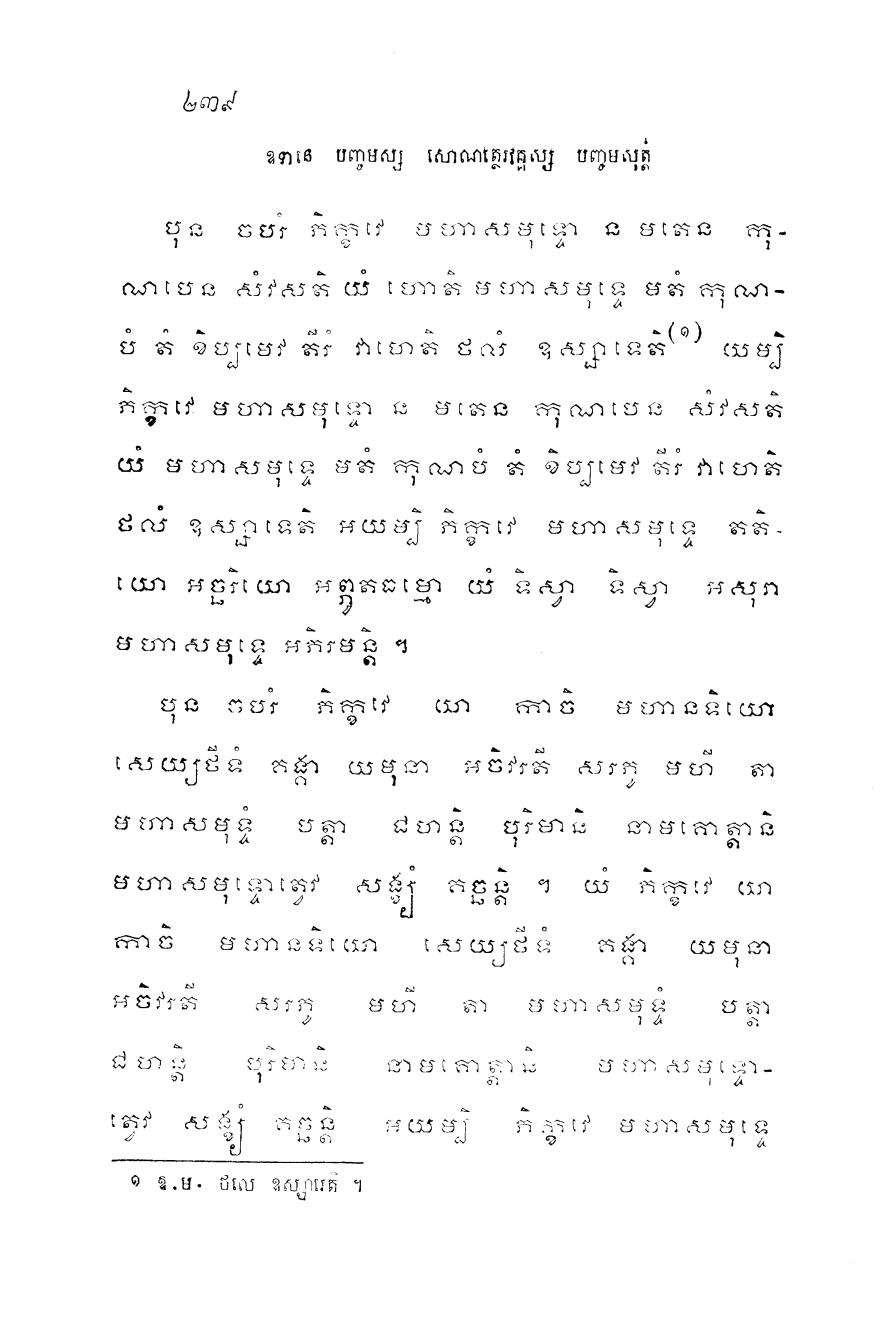 ២៣៩
ឧទានេ បញ្ចមស្ស សោណត្ថេរវគ្គស្ស បញ្ចមសុត្តំ
បុន ចបរំ ភិក្ខវេ មហាសមុទ្ទោ ន មតេន កុ-
ណបេន សំវសតិ យំ ហោតិ មហាសមុទ្ទេ មតំ កុណ-
បំ តំ ខិប្បមេវ តីរំ វាហេតិ ថលំ ឧស្សាទេតិ(១) យម្បិ
ភិក្ខវេ មហាសមុទ្ទោ ន មតេន កុណបេន សំវសតិ
យំ មហាសមុទ្ទេ មតំ កុណបំ តំ ខិប្បមេវ តីរំ វាហេតិ
ថលំ ឧស្សាទេតិ អយម្បិ ភិក្ខវេ មហាសមុទ្ទេ តតិ-
យោ អច្ឆរិយោ អព្ភូតធម្មោ យំ ទិស្វា ទិស្វា អសុរា
មហាសមុទ្ទេ អភិរមន្តិ ។
បុន ចបរំ ភិក្ខវេ យា កាចិ មហានទិយោ
សេយ្យថីទំ គង្គា យមុនា អចិរវតី សរភូ មហី តា
មហាសមុទ្ទំ បត្តា ជហន្តិ បុរិមានិ នាមគោត្តានិ
មហាសមុទ្ទោត្វេវ សង្ខ្យំ គច្ឆន្តិ ។ យំ ភិក្ខវេ យា
កាចិ មហានទិយោ សេយ្យថីទំ គង្គា យមុនា
អចិរវតី សរភូ មហី តា មហាសមុទ្ទំ បត្តា
ជហន្តិ បុរិមានិ នាមគោត្តានិ មហាសមុទ្ទោ-
ត្វេវ សង្ខ្យំ គច្ឆន្តិ អយម្បិ ភិក្ខវេ មហាសមុទ្ទេ
១ ឱ.ម. ថលេ ឧស្សារេតិ ។